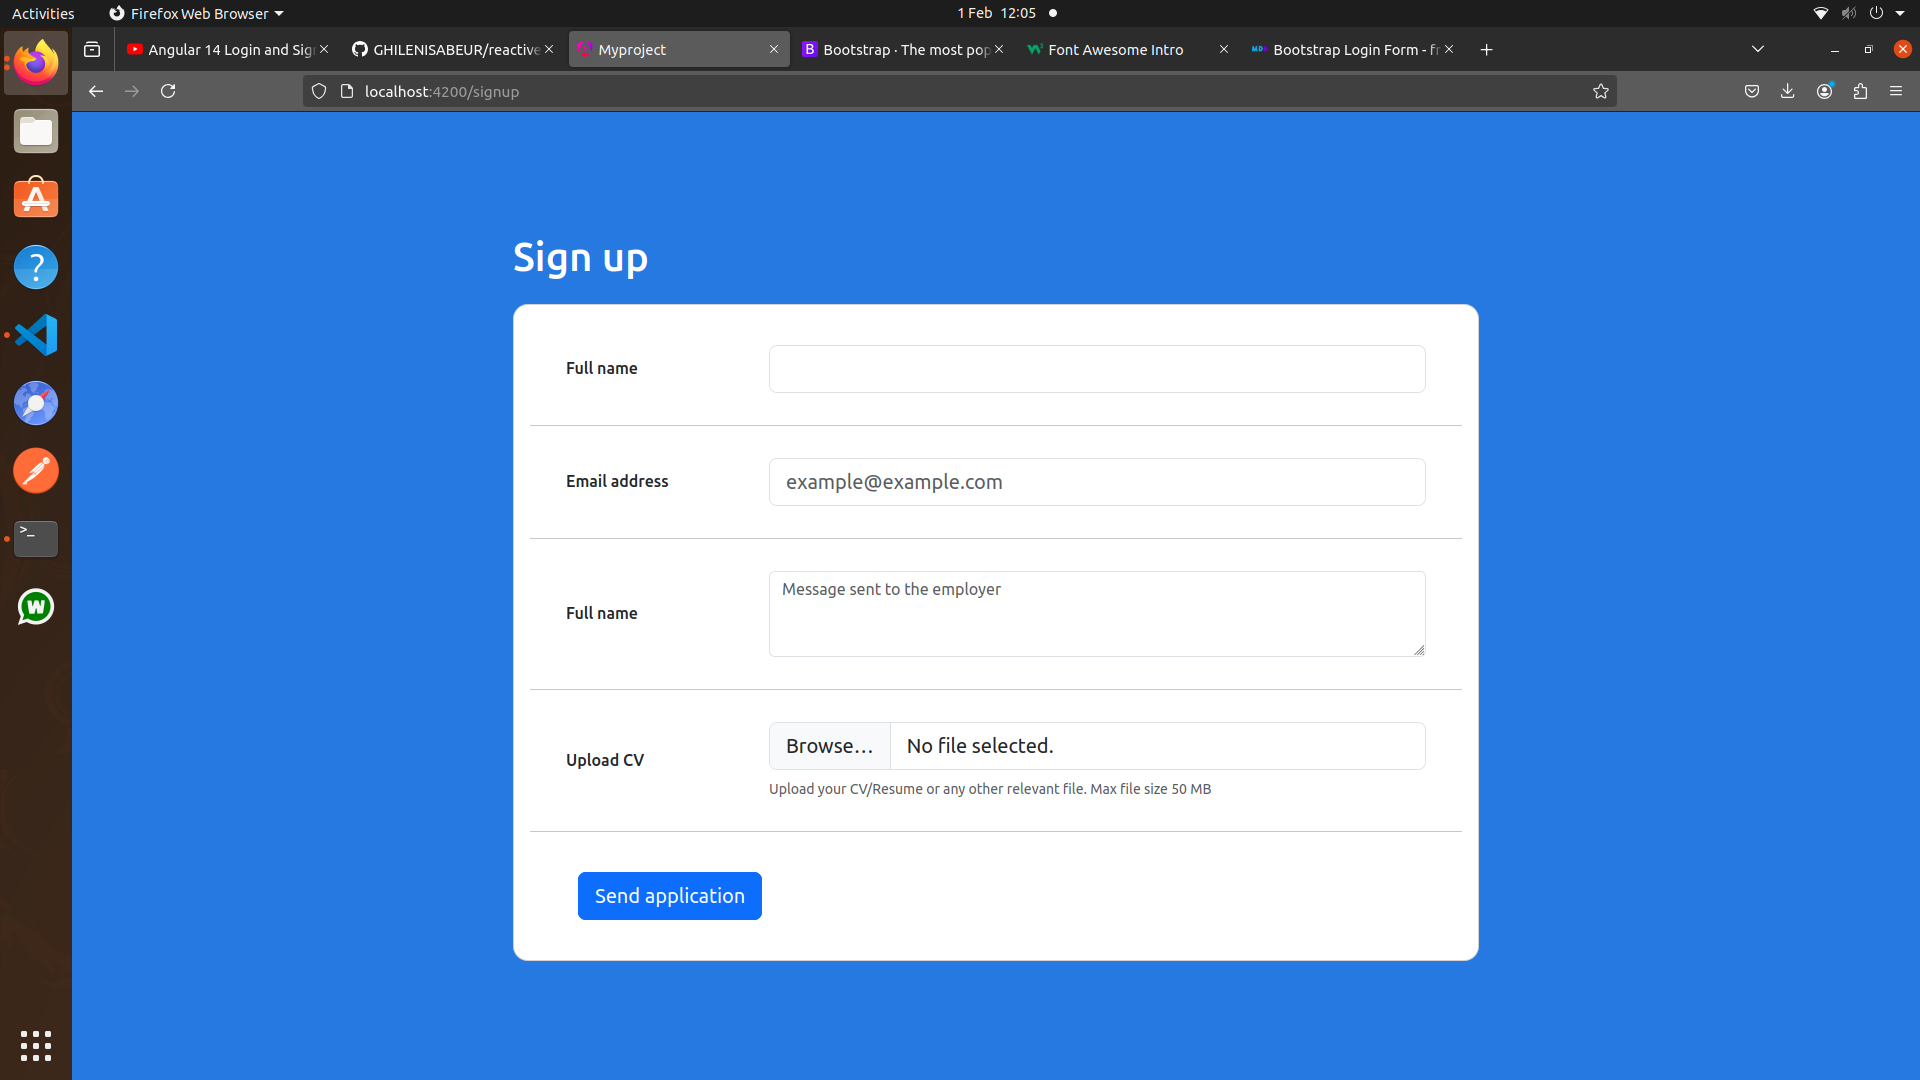 Activities
Firefox Web Browser
1 Feb 12:05
Angular 14 Login and Sig
GHILENISABEUR/reactive
Myproject
B
Bootstrap · The most pop
Font Awesome Intro
Bootstrap Login Form - fr
localhost:4200/signup
Sign up
Full name
Email address
example@example.com
Full name
Message sent to the employer
Upload CV
Browse…
No file selected.
Upload your CV/Resume or any other relevant file. Max file size 50 MB
Send application